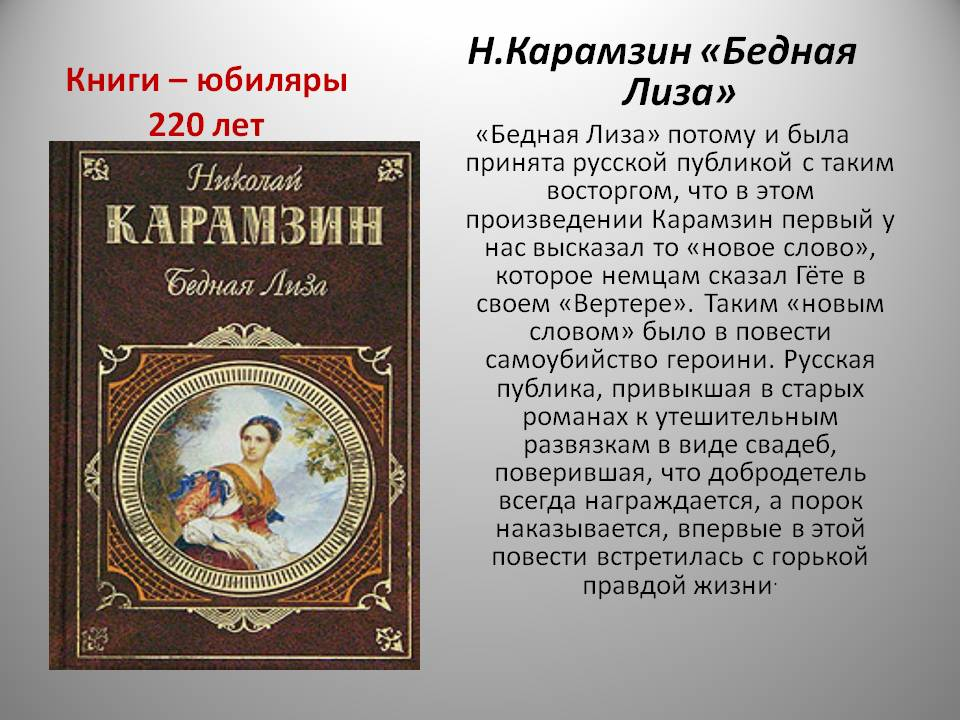 Книги – юбиляры
220 лет
Николай
КАРАМЗИН
Бедная Лиза
Н.Карамзин «Бедная
Лиза»
«Бедная Лиза» потому и была
принята русской публикой с таким
восторгом, что в этом
произведении Карамзин первый у
нас высказал то «новое слово»,
которое немцам сказал Гёте в
своем «Вертере». Таким «новым
словом» было в повести
самоубийство героини. Русская
публика, привыкшая в старых
романах к утешительным
развязкам в виде свадеб,
поверившая, что добродетель
всегда награждается, а порок
наказывается, впервые в этой
повести встретилась с горькой
правдой жизни.